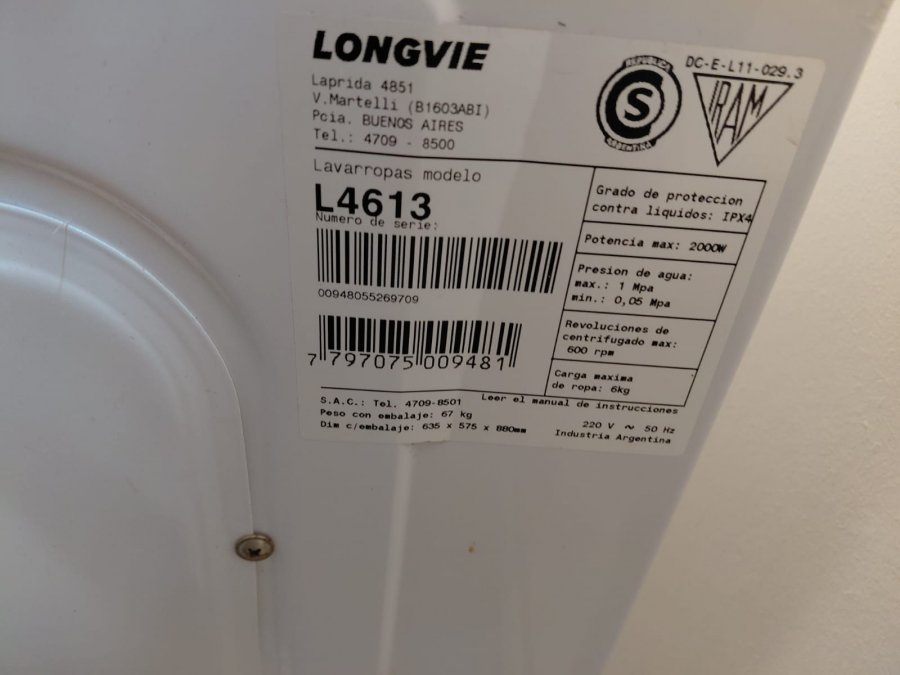 LONGVIE
Laprida 4851
V.Martelli (B1603ABI)
Pcia. BUENOS AIRES
Tel.: 4709 - 8500
REPUBLICA
S
ARGENTINA
DC-E-L11-029.3
IRAM
Lavarropas modelo
L4613
Numero de serie:
00948055269709
7 797075 009481
Grado de proteccion
contra liquidos: IPX4
Potencia max: 2000W
Presion de agua:
max.: 1 Mpa
min.: 0,05 Mpa
Revoluciones de
centrifugado max:
600 rpm
Carga maxima
de ropa: 6kg
S.A.C.: Tel. 4709-8501
Leer el manual de instrucciones
Peso con embalaje: 67 kg
Dim c/embalaje: 635 x 575 x 880mm
220 V ~ 50 Hz
Industria Argentina